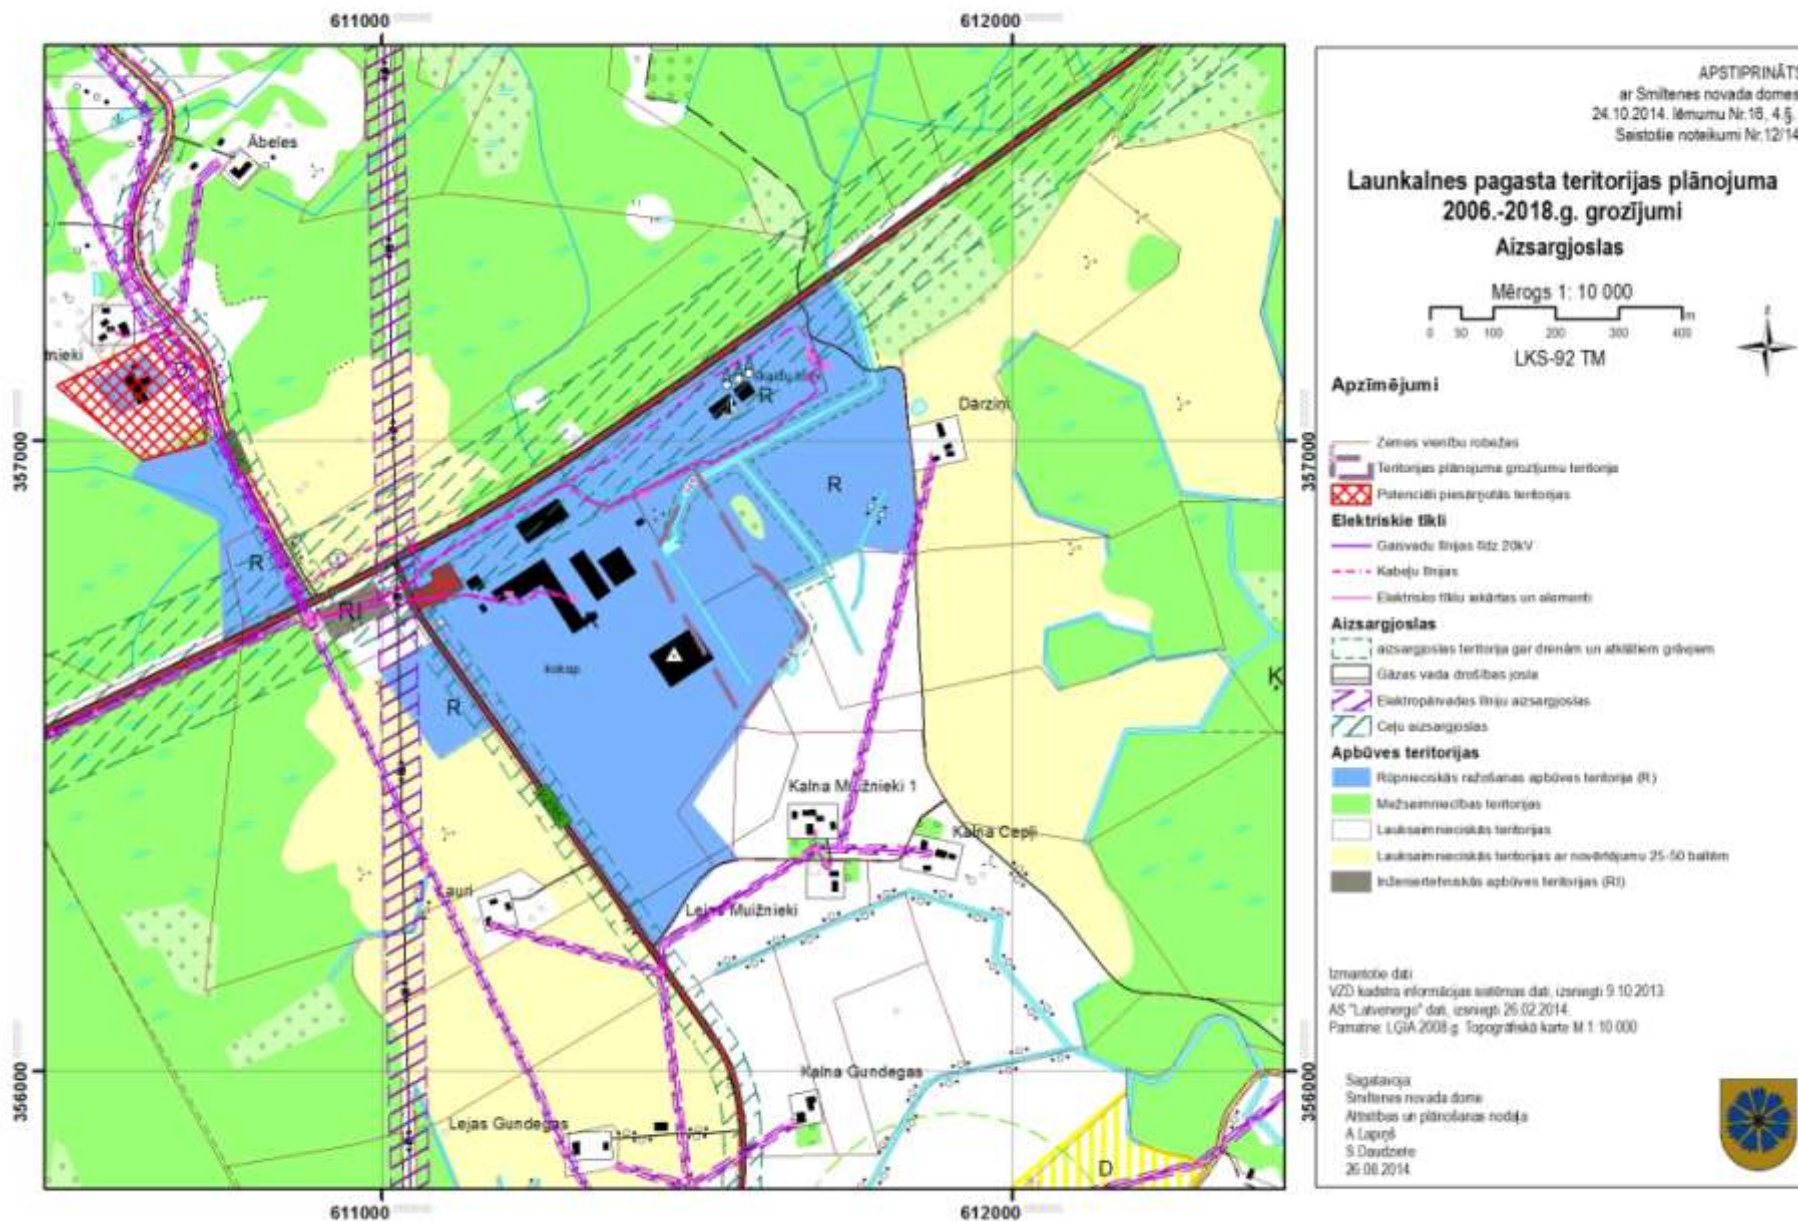 611000
612000
357000
356000
Ābeles
Darziņi
R
R
R
RI
R
kokap
K
Kalna Muižnieki 1
Kalna Cepļi
Lauri
Lejas Muižnieki
Kalna Gundegas
Lejas Gundegas
D
357000
356000
611000
612000
APSTIPRINĀTS
ar Smiltenes novada domes
24.10.2014. lēmumu Nr.18, 4.§.
Saistošie noteikumi Nr.12/14
Launkalnes pagasta teritorijas plānojuma
2006.-2018.g. grozījumi
Aizsargjoslas
Mērogs 1: 10 000
0 50 100 200 300 400 m
LKS-92 TM
Apzīmējumi
Zemes vienību robežas
Teritorijas plānojuma grozījumu teritorija
Potenciāli piesārņotās teritorijas
Elektriskie tīkli
Gaisvadu līnijas līdz 20kV
Kabeļu līnijas
Elektrisko tīklu iekārtas un elementi
Aizsargjoslas
aizsargjoslas teritorija gar drenām un atklātiem grāvjiem
Gāzes vada drošības josla
Elektropārvades līniju aizsargjoslas
Ceļu aizsargjoslas
Apbūves teritorijas
Rūpnieciskās ražošanas apbūves teritorija (R)
Mežsaimniecības teritorijas
Lauksaimnieciskās teritorijas
Lauksaimnieciskās teritorijas ar novērtējumu 25-50 ballēm
Inženiertehniskās apbūves teritorijas (RI)
Izmantotie dati
VZD kadstra informācijas sistēmas dati, izsniegti 9.10.2013.
AS "Latvenergo" dati, izsniegti 26.02.2014.
Pamatne: LĢIA 2008.g. Topogrāfiskā karte M 1:10 000
Sagatavoja:
Smiltenes novada dome
Attīstības un plānošanas nodaļa
A.Lapiņš
S.Daudziete
26.08.2014